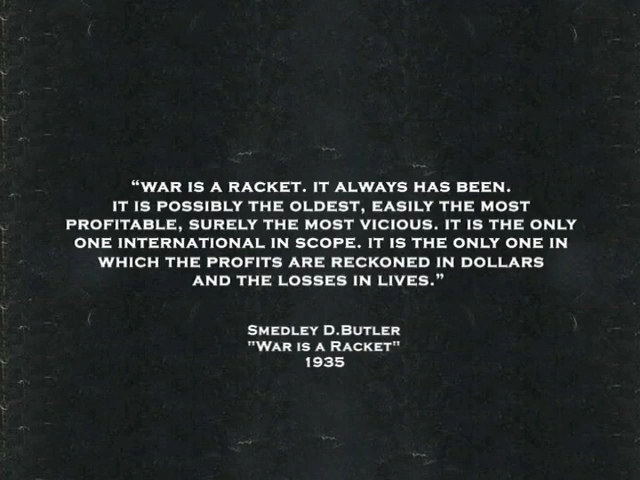 “WAR IS A RACKET. IT ALWAYS HAS BEEN.
IT IS POSSIBLY THE OLDEST, EASILY THE MOST
PROFITABLE, SURELY THE MOST VICIOUS. IT IS THE ONLY
ONE INTERNATIONAL IN SCOPE. IT IS THE ONLY ONE IN
WHICH THE PROFITS ARE RECKONED IN DOLLARS
AND THE LOSSES IN LIVES.”
SMEDLEY D.BUTLER
"WAR IS A RACKET"
1935